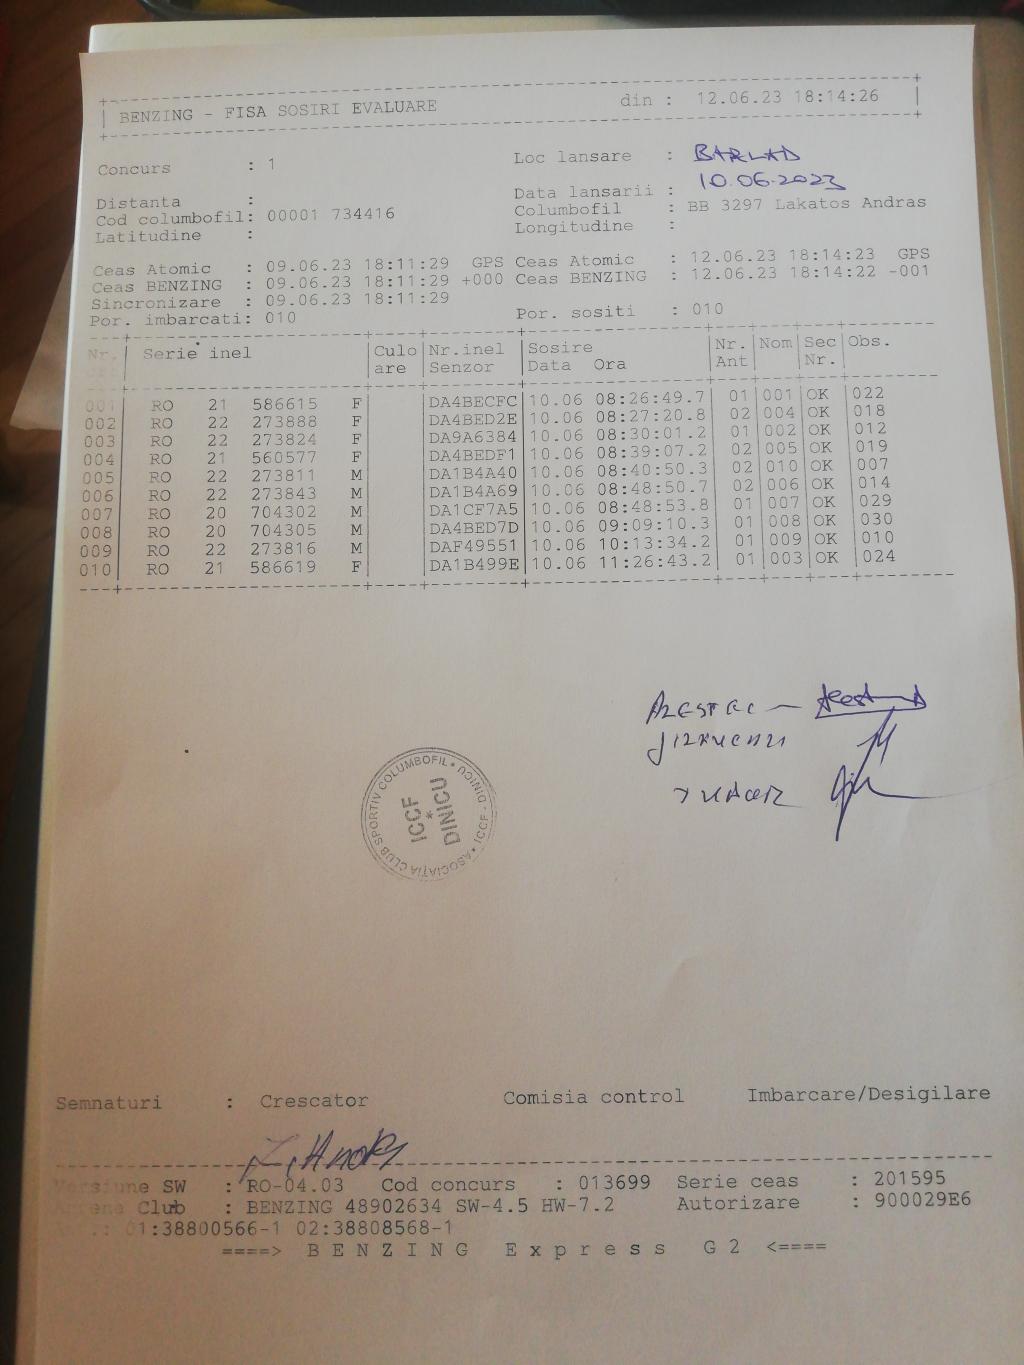 BENZING - FISA SOSIRI EVALUARE din : 12.06.23 18:14:26
Concurs : 1 Loc lansare : BARLAD
Distanta : Data lansarii : 10.06.2023
Cod columbofil: 00001 734416 Columbofil : BB 3297 Lakatos Andras
Latitudine : Longitudine :
Ceas Atomic : 09.06.23 18:11:29 GPS Ceas Atomic : 12.06.23 18:14:23 GPS
Ceas BENZING : 09.06.23 18:11:29 +000 Ceas BENZING : 12.06.23 18:14:22 -001
Sincronizare : 09.06.23 18:11:29
Por. imbarcati: 010 Por. sositi : 010
Nr. Serie inel Culo Nr.inel Sosire Nr. Nom Sec Obs.
are Senzor Data Ora Ant Nr.
001 RO 21 586615 F DA4BECFC 10.06 08:26:49.7 01 001 OK 022
002 RO 22 273888 F DA4BED2E 10.06 08:27:20.8 02 004 OK 018
003 RO 22 273824 F DA9A6384 10.06 08:30:01.2 01 002 OK 012
004 RO 21 560577 F DA4BEDF1 10.06 08:39:07.2 02 005 OK 019
005 RO 22 273811 M DA1B4A40 10.06 08:40:50.3 02 010 OK 007
006 RO 22 273843 M DA1B4A69 10.06 08:48:50.7 02 006 OK 014
007 RO 20 704302 M DA1CF7A5 10.06 08:48:53.8 01 007 OK 029
008 RO 20 704305 M DA4BED7D 10.06 09:09:10.3 01 008 OK 030
009 RO 22 273816 M DAF49551 10.06 10:13:34.2 01 009 OK 010
010 RO 21 586619 F DA1B499E 10.06 11:26:43.2 01 003 OK 024
ASOCIAŢIA CLUB SPORTIV COLUMBOFIL • ICCF - DINICU •
ICCF
*
DINICU
Semnaturi : Crescator Comisia control Imbarcare/Desigilare
Versiune SW : RO-04.03 Cod concurs : 013699 Serie ceas : 201595
Club : BENZING 48902634 SW-4.5 HW-7.2 Autorizare : 900029E6
01:38800566-1 02:38808568-1
====> BENZING Express G2 <====